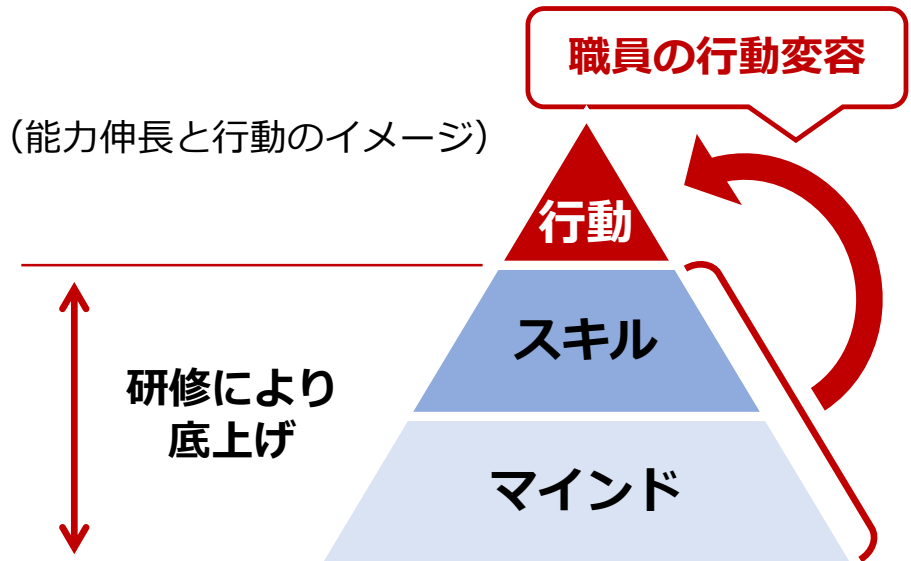 職員の行動変容
（能力伸長と行動のイメージ）
行動
スキル
研修により
底上げ
マインド